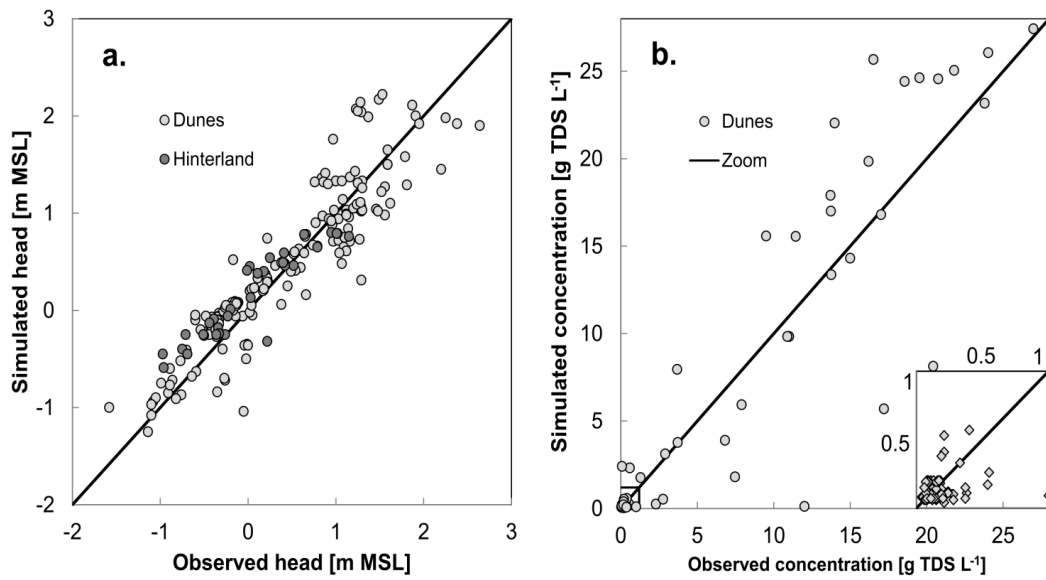 a.
Dunes
Hinterland
Simulated head [m MSL]
3
2
1
0
-1
-2
-2 -1 0 1 2 3
Observed head [m MSL]
b.
Dunes
Zoom
Simulated concentration [g TDS L-1]
25
20
15
10
5
0
0 5 10 15 20 25
Observed concentration [g TDS L-1]
0.5 1
1
0.5